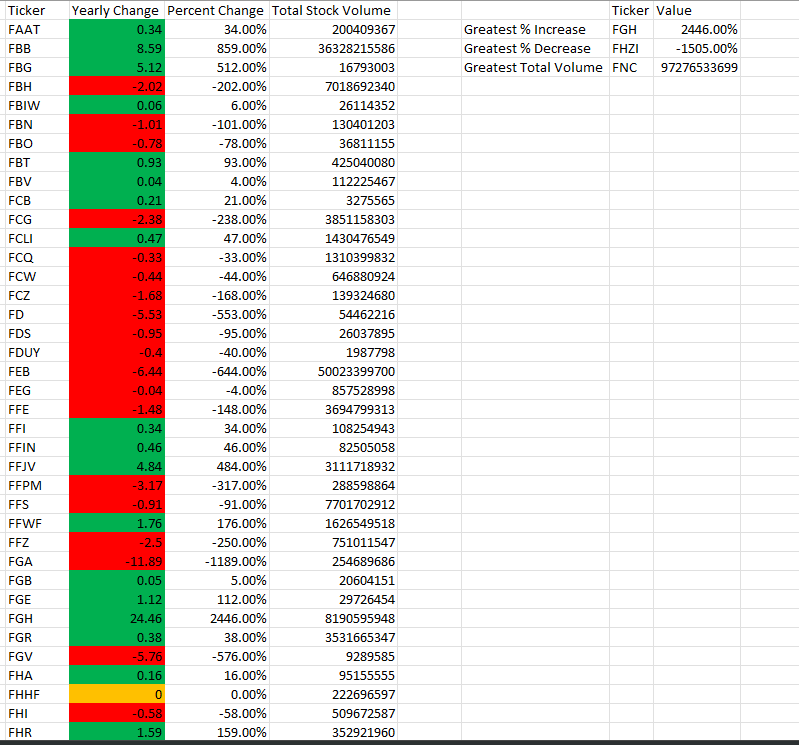 Ticker Yearly Change Percent Change Total Stock Volume Ticker Value
FAAT 0.34 34.00% 200409367 Greatest % Increase FGH 2446.00%
FBB 8.59 859.00% 36328215586 Greatest % Decrease FHZI -1505.00%
FBG 5.12 512.00% 16793003 Greatest Total Volume FNC 97276533699
FBH -2.02 -202.00% 7018692340
FBIW 0.06 6.00% 26114352
FBN -1.01 -101.00% 130401203
FBO -0.78 -78.00% 36811155
FBT 0.93 93.00% 425040080
FBV 0.04 4.00% 112225467
FCB 0.21 21.00% 3275565
FCG -2.38 -238.00% 3851158303
FCLI 0.47 47.00% 1430476549
FCQ -0.33 -33.00% 1310399832
FCW -0.44 -44.00% 646880924
FCZ -1.68 -168.00% 139324680
FD -5.53 -553.00% 54462216
FDS -0.95 -95.00% 26037895
FDUY -0.4 -40.00% 1987798
FEB -6.44 -644.00% 50023399700
FEG -0.04 -4.00% 857528998
FFE -1.48 -148.00% 3694799313
FFI 0.34 34.00% 108254943
FFIN 0.46 46.00% 82505058
FFJV 4.84 484.00% 3111718932
FFPM -3.17 -317.00% 288598864
FFS -0.91 -91.00% 7701702912
FFWF 1.76 176.00% 1626549518
FFZ -2.5 -250.00% 751011547
FGA -11.89 -1189.00% 254689686
FGB 0.05 5.00% 20604151
FGE 1.12 112.00% 29726454
FGH 24.46 2446.00% 8190595948
FGR 0.38 38.00% 3531665347
FGV -5.76 -576.00% 9289585
FHA 0.16 16.00% 95155555
FHHF 0 0.00% 222696597
FHI -0.58 -58.00% 509672587
FHR 1.59 159.00% 352921960